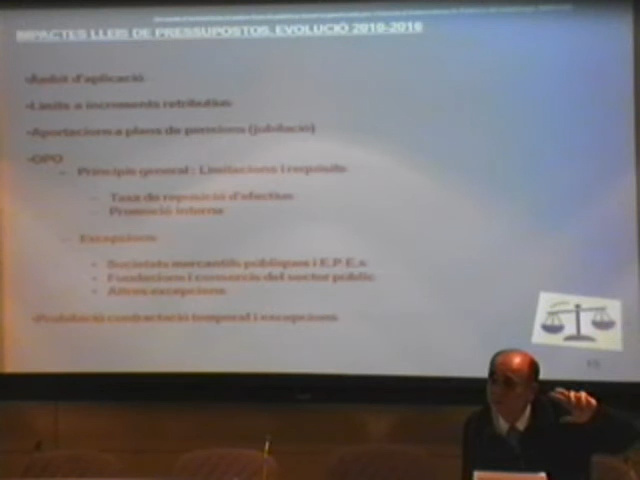 IMPACTES LLEIS DE PRESSUPOSTOS. EVOLUCIÓ 2010-2016
•Àmbit d'aplicació
•Límits a increments retributius
•Aportacions a plans de pensions (jubilació)
•OPO
– Principis general: Limitacions i requisits
– Taxa de reposició d'efectius
– Promoció interna
– Excepcions
• Societats mercantils públiques i E.P.E.s
• Fundacions i consorcis del sector públic
• Altres excepcions
•Prohibició contractació temporal i excepcions